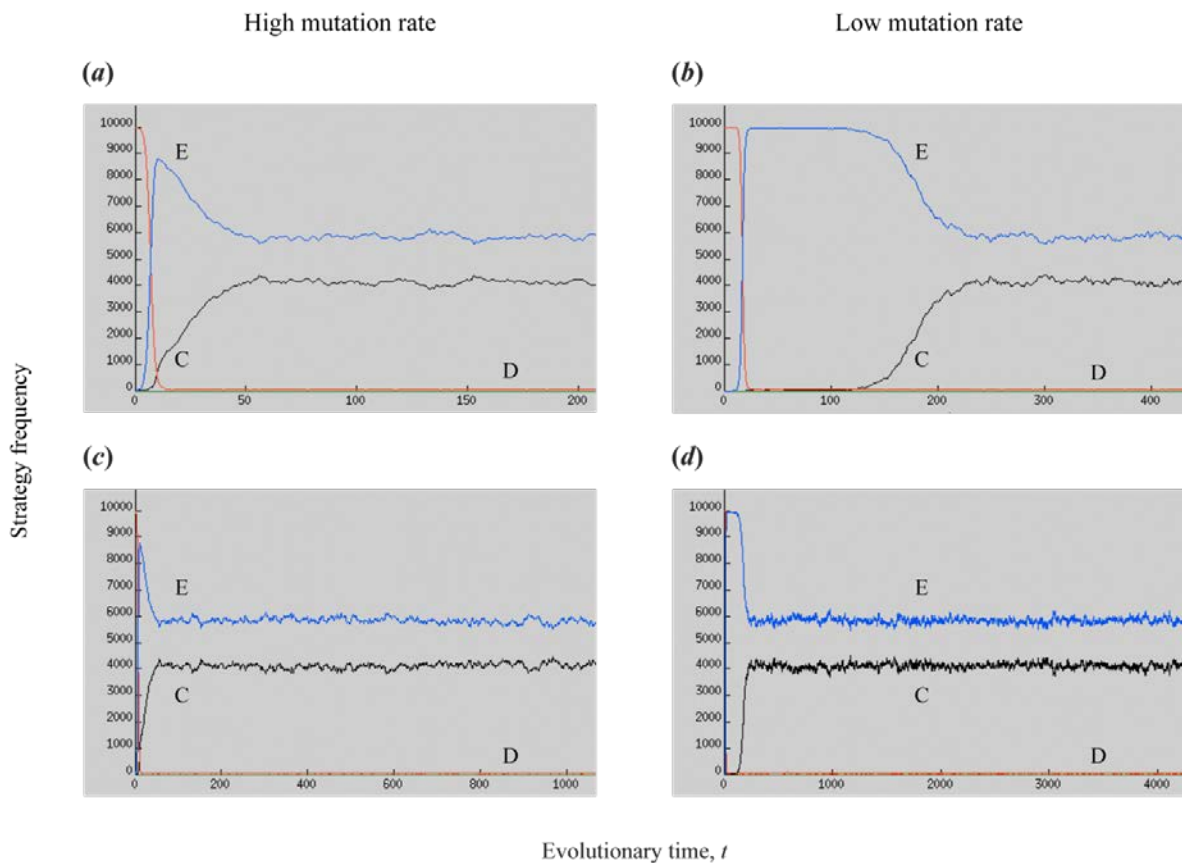 High mutation rate
Low mutation rate
(a)
10000
9000
8000
7000
6000
5000
4000
3000
2000
1000
0
E
C
D
0 50 100 150 200
(b)
10000
9000
8000
7000
6000
5000
4000
3000
2000
1000
0
E
C
D
0 100 200 300 400
Strategy frequency
(c)
10000
9000
8000
7000
6000
5000
4000
3000
2000
1000
0
E
C
D
0 200 400 600 800 1000
(d)
10000
9000
8000
7000
6000
5000
4000
3000
2000
1000
0
E
C
D
0 1000 2000 3000 4000
Evolutionary time, t